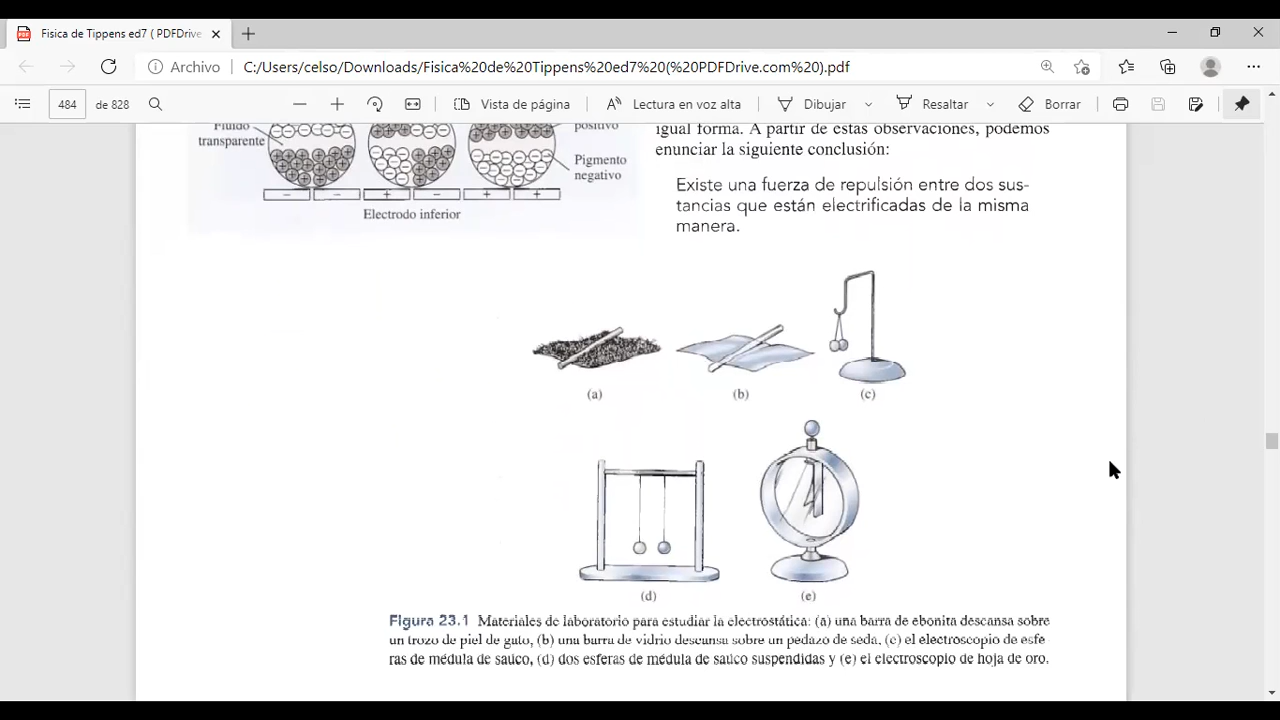 Fisica de Tippens ed7 ( PDFDrive
Archivo
C:/Users/celso/Downloads/Fisica%20de%20Tippens%20ed7%20(%20PDFDrive.com%20).pdf
484
de 828
Vista de página
Lectura en voz alta
Dibujar
Resaltar
Borrar
Fluido
transparente
positivo
Pigmento
negativo
Electrodo inferior
igual forma. A partir de estas observaciones, podemos
enunciar la siguiente conclusión:
Existe una fuerza de repulsión entre dos sus-
tancias que están electrificadas de la misma
manera.
(a)
(b)
(c)
(d)
(e)
Figura 23.1 Materiales de laboratorio para estudiar la electrostática: (a) una barra de ebonita descansa sobre
un trozo de piel de gato, (b) una barra de vidrio descansa sobre un pedazo de seda, (c) el electroscopio de esfe-
ras de médula de saúco, (d) dos esferas de médula de saúco suspendidas y (e) el electroscopio de hoja de oro.